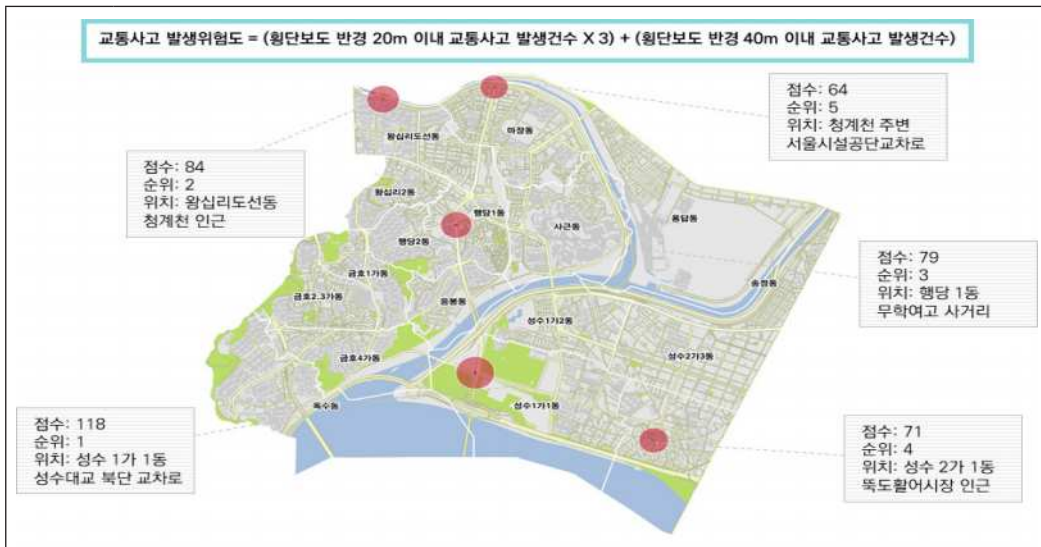 교통사고 발생위험도 = (횡단보도 반경 20m 이내 교통사고 발생건수 X 3) + (횡단보도 반경 40m 이내 교통사고 발생건수)
점수: 64
순위: 5
위치: 청계천 주변
서울시설공단교차로
점수: 84
순위: 2
위치: 왕십리도선동
청계천 인근
왕십리도선동
마장동
왕십리2동
행당1동
사근동
용답동
행당2동
금호1가동
송정동
금호2.3가동
응봉동
성수1가2동
금호4가동
성수2가3동
옥수동
성수1가1동
점수: 79
순위: 3
위치: 행당 1동
무학여고 사거리
점수: 118
순위: 1
위치: 성수 1가 1동
성수대교 북단 교차로
점수: 71
순위: 4
위치: 성수 2가 1동
뚝도활어시장 인근